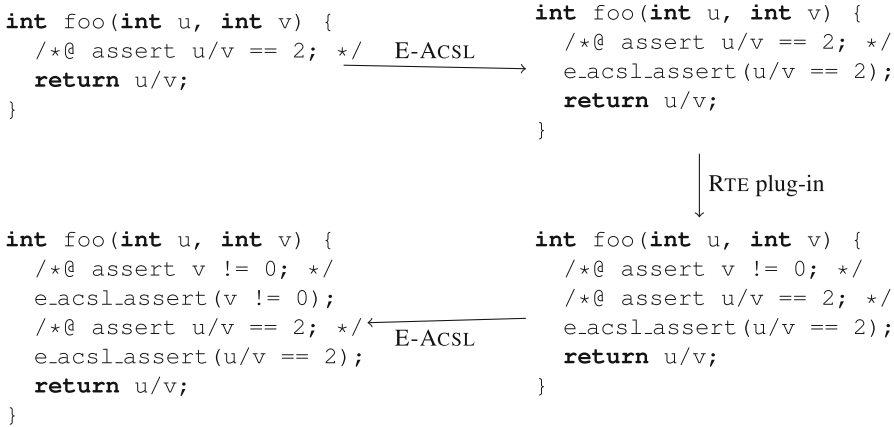 int foo(int u, int v) {
/*@ assert u/v == 2; */
return u/v;
}
E-ACSL
int foo(int u, int v) {
/*@ assert u/v == 2; */
e_acsl_assert(u/v == 2);
return u/v;
}
RTE plug-in
int foo(int u, int v) {
/*@ assert v != 0; */
/*@ assert u/v == 2; */
e_acsl_assert(u/v == 2);
return u/v;
}
E-ACSL
int foo(int u, int v) {
/*@ assert v != 0; */
e_acsl_assert(v != 0);
/*@ assert u/v == 2; */
e_acsl_assert(u/v == 2);
return u/v;
}